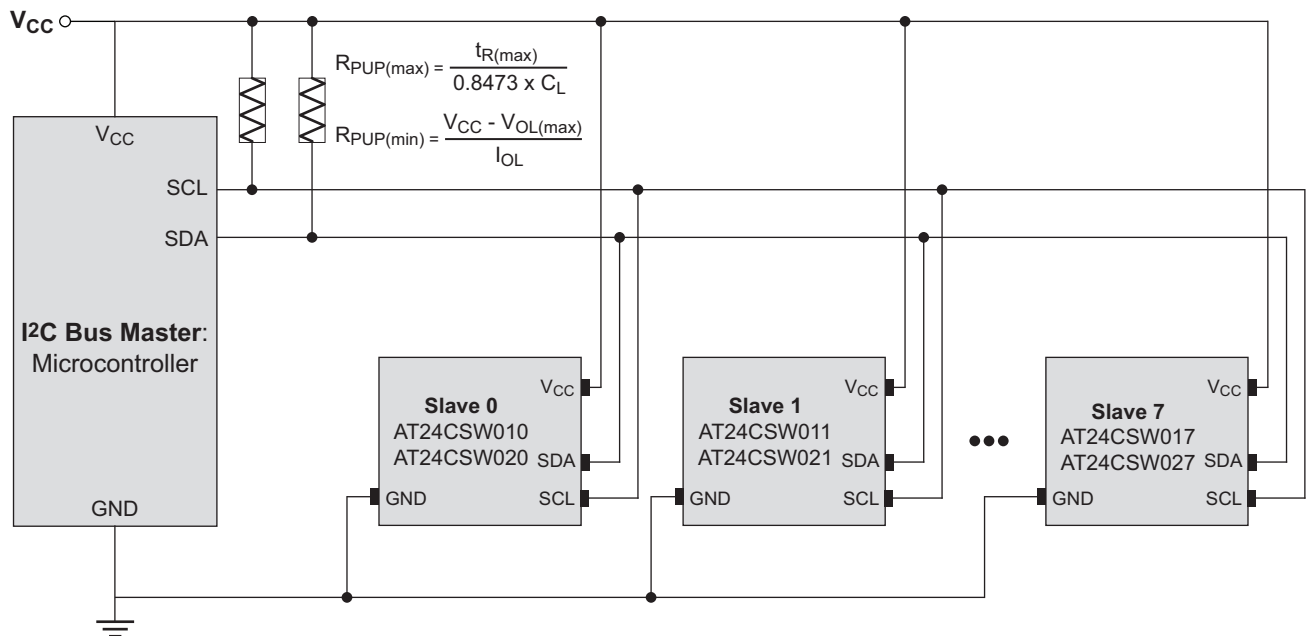 VCC
RPUP(max) = tR(max) / 0.8473 x CL
RPUP(min) = VCC - VOL(max) / IOL
VCC
SCL
SDA
I2C Bus Master:
Microcontroller
GND
VCC
Slave 0
AT24CSW010
AT24CSW020
SDA
GND
SCL
VCC
Slave 1
AT24CSW011
AT24CSW021
SDA
GND
SCL
VCC
Slave 7
AT24CSW017
AT24CSW027
SDA
GND
SCL